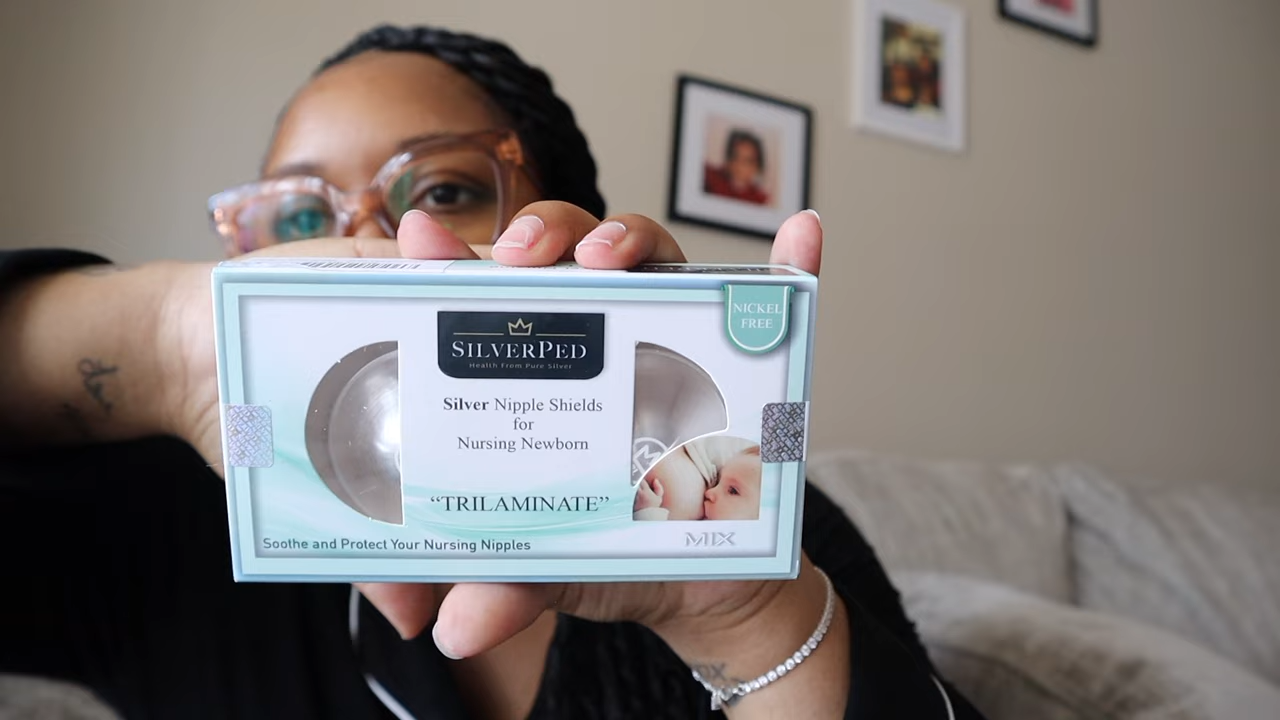 NICKEL
FREE
SILVERPED
Health From Pure Silver
Silver Nipple Shields
for
Nursing Newborn
“TRILAMINATE”
Soothe and Protect Your Nursing Nipples
MIX